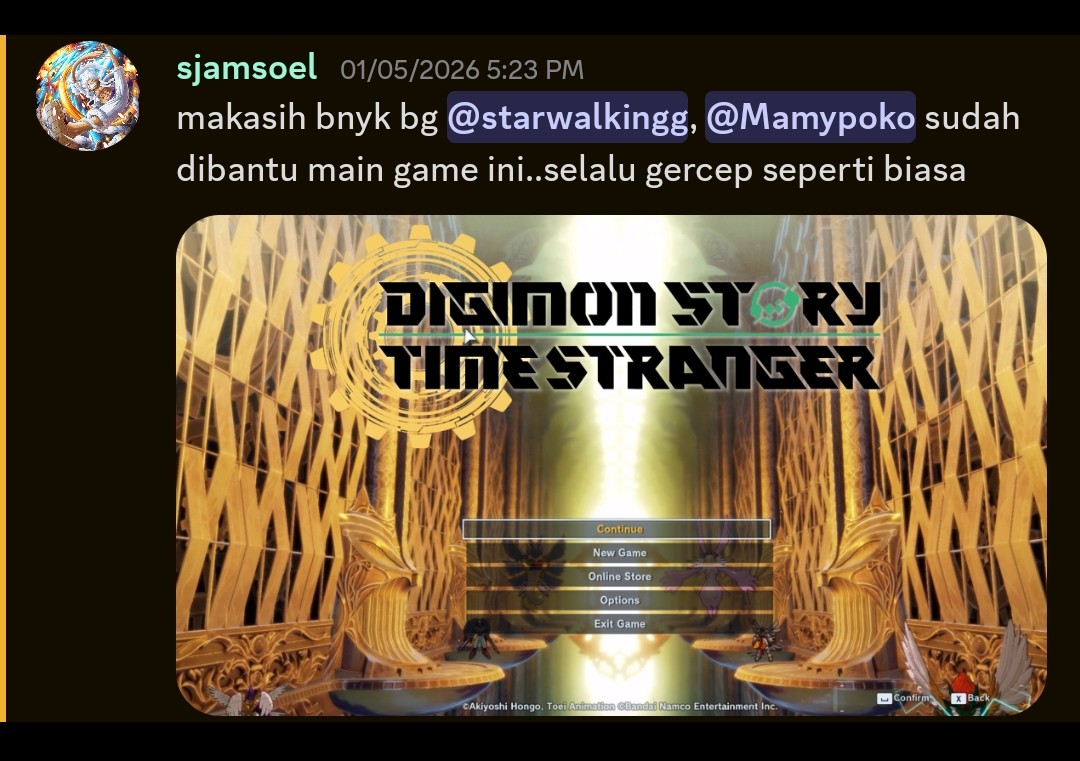 sjamsoel 01/05/2026 5:23 PM
makasih bnyk bg @starwalkingg, @Mamypoko sudah
dibantu main game ini..selalu gercep seperti biasa
DIGIMON STORY
TIME STRANGER
Continue
New Game
Online Store
Options
Exit Game
Confirm X Back
©Akiyoshi Hongo, Toei Animation ©Bandai Namco Entertainment Inc.